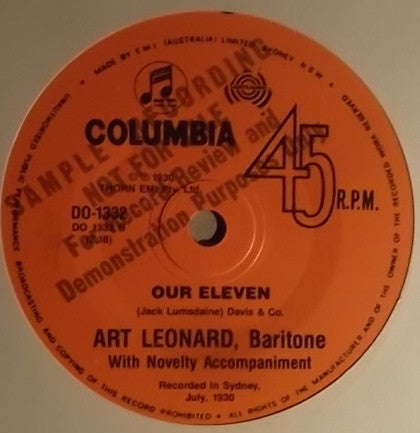 MADE BY E M I (AUSTRALIA) LIMITED, SYDNEY, N S W
COLUMBIA
45 R.P.M.
SAMPLE RECORDING
NOT FOR SALE
For Record Review and
Demonstration Purposes Only
℗ © 1930
THORN EMI Pty. Ltd.
DO-1332
DO 1332 B
OUR ELEVEN
(Jack Lumsdaine) Davis & Co.
ART LEONARD, Baritone
With Novelty Accompaniment
Recorded in Sydney,
July, 1930
UNAUTHORISED PUBLIC PERFORMANCE BROADCASTING AND COPYING OF THIS RECORD PROHIBITED • ALL RIGHTS OF THE MANUFACTURER AND OF THE OWNER OF THE RECORDED WORK RESERVED